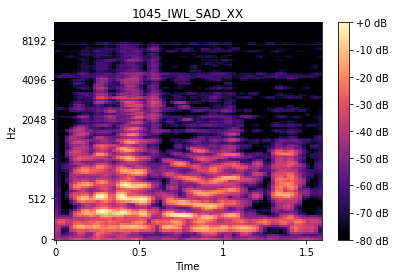 1045_IWL_SAD_XX
Hz
8192
4096
2048
1024
512
0
0
0.5
1
1.5
Time
+0 dB
-10 dB
-20 dB
-30 dB
-40 dB
-50 dB
-60 dB
-70 dB
-80 dB